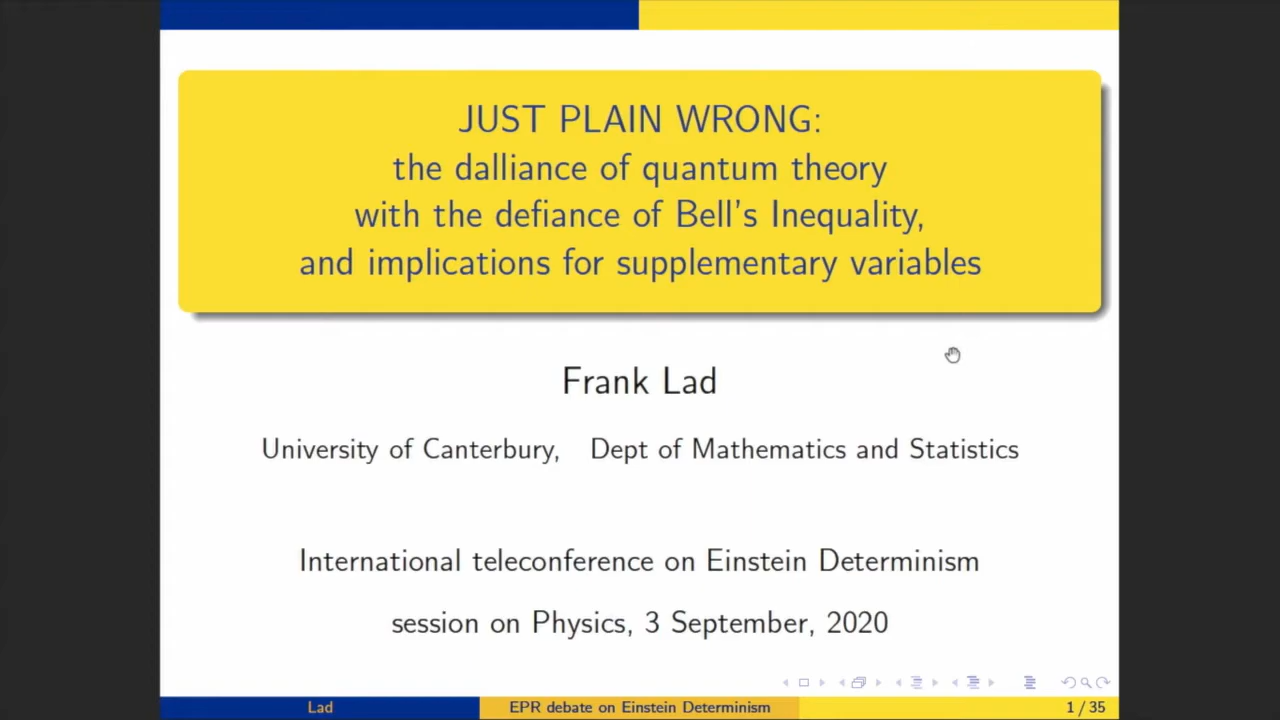 JUST PLAIN WRONG:
the dalliance of quantum theory
with the defiance of Bell's Inequality,
and implications for supplementary variables
Frank Lad
University of Canterbury, Dept of Mathematics and Statistics
International teleconference on Einstein Determinism
session on Physics, 3 September, 2020
Lad EPR debate on Einstein Determinism 1 / 35